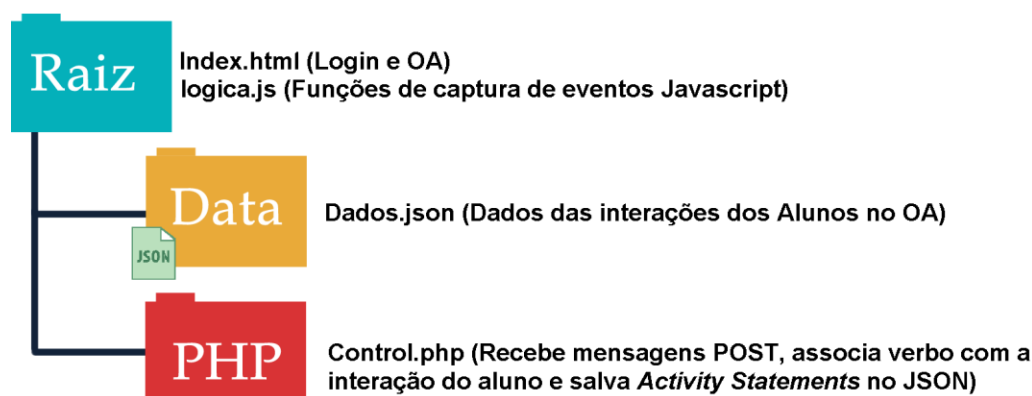 Raiz
Index.html (Login e OA)
logica.js (Funções de captura de eventos Javascript)
Data
JSON
Dados.json (Dados das interações dos Alunos no OA)
PHP
Control.php (Recebe mensagens POST, associa verbo com a
interação do aluno e salva Activity Statements no JSON)